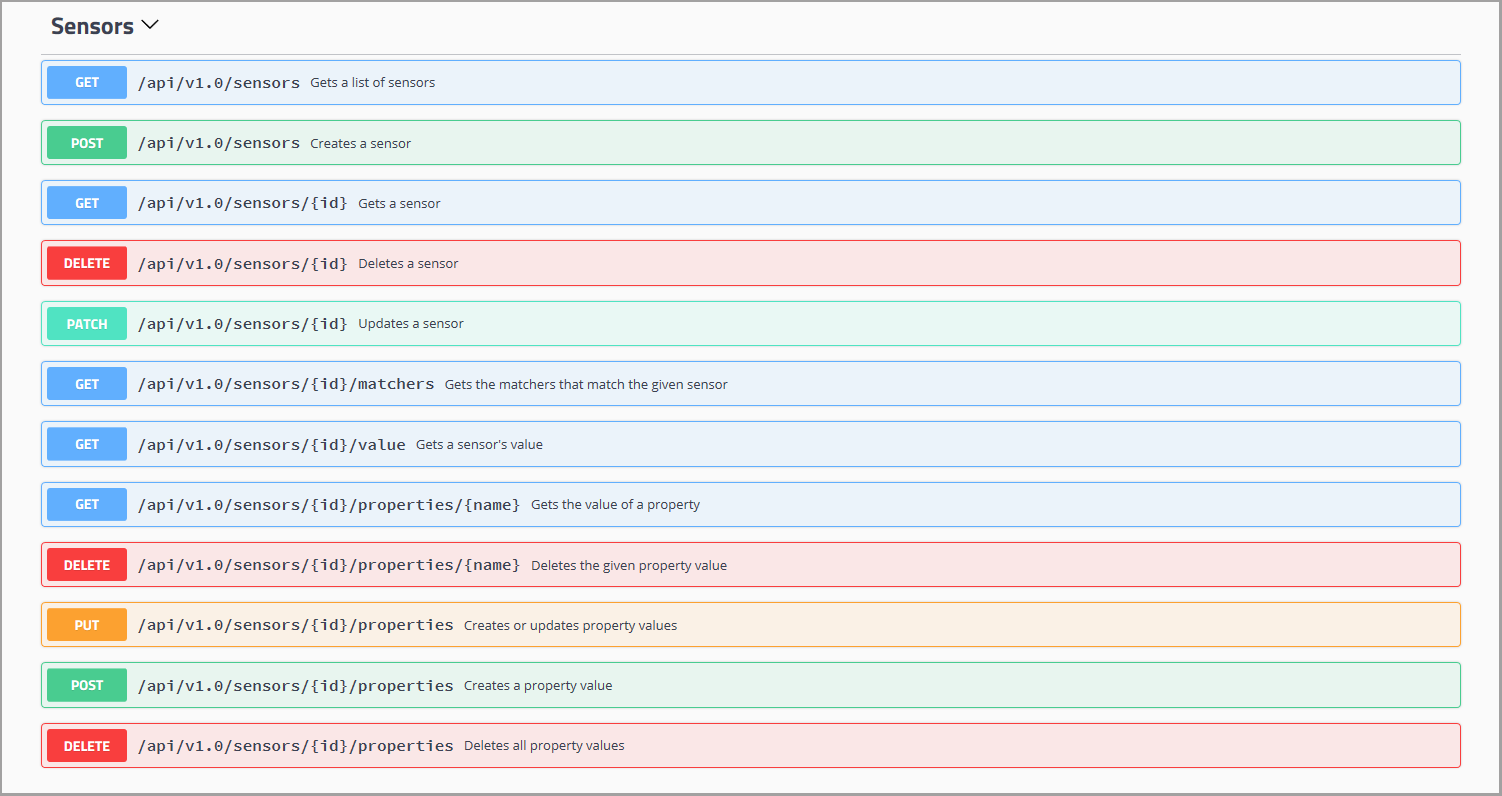 Sensors
GET /api/v1.0/sensors Gets a list of sensors
POST /api/v1.0/sensors Creates a sensor
GET /api/v1.0/sensors/{id} Gets a sensor
DELETE /api/v1.0/sensors/{id} Deletes a sensor
PATCH /api/v1.0/sensors/{id} Updates a sensor
GET /api/v1.0/sensors/{id}/matchers Gets the matchers that match the given sensor
GET /api/v1.0/sensors/{id}/value Gets a sensor's value
GET /api/v1.0/sensors/{id}/properties/{name} Gets the value of a property
DELETE /api/v1.0/sensors/{id}/properties/{name} Deletes the given property value
PUT /api/v1.0/sensors/{id}/properties Creates or updates property values
POST /api/v1.0/sensors/{id}/properties Creates a property value
DELETE /api/v1.0/sensors/{id}/properties Deletes all property values